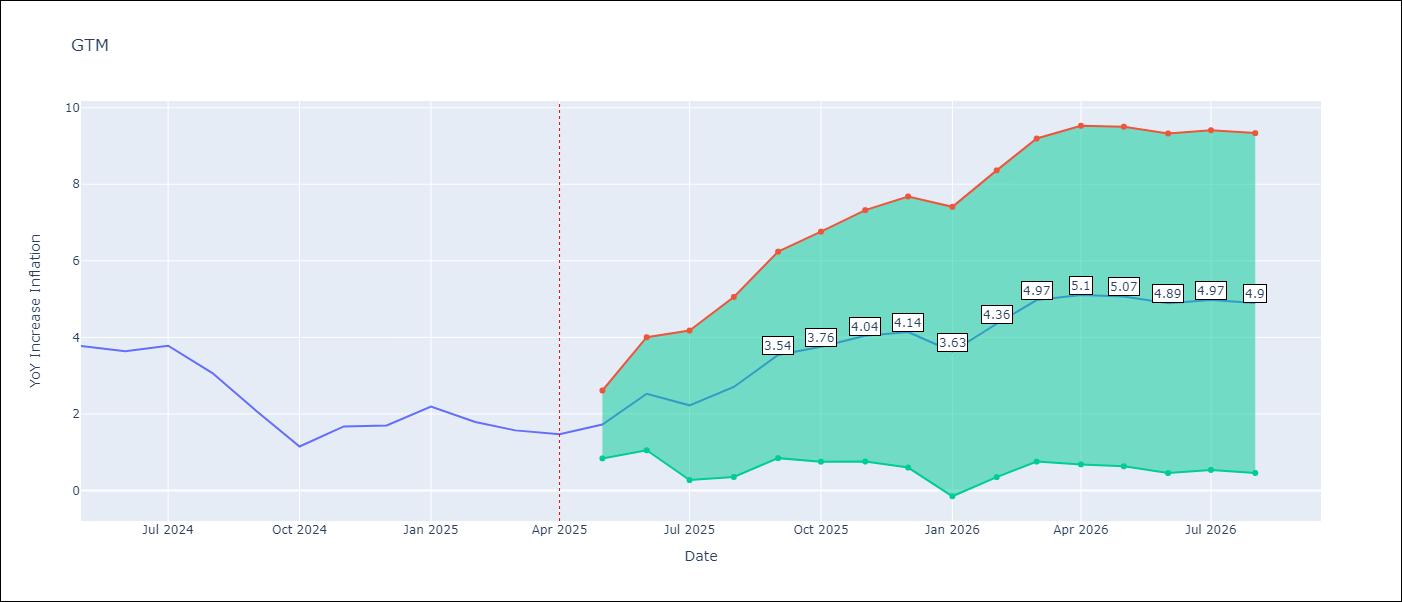 GTM
10
8
6
4
2
0
YoY Increase Inflation
3.54
3.76
4.04
4.14
3.63
4.36
4.97
5.1
5.07
4.89
4.97
4.9
Jul 2024
Oct 2024
Jan 2025
Apr 2025
Jul 2025
Oct 2025
Jan 2026
Apr 2026
Jul 2026
Date